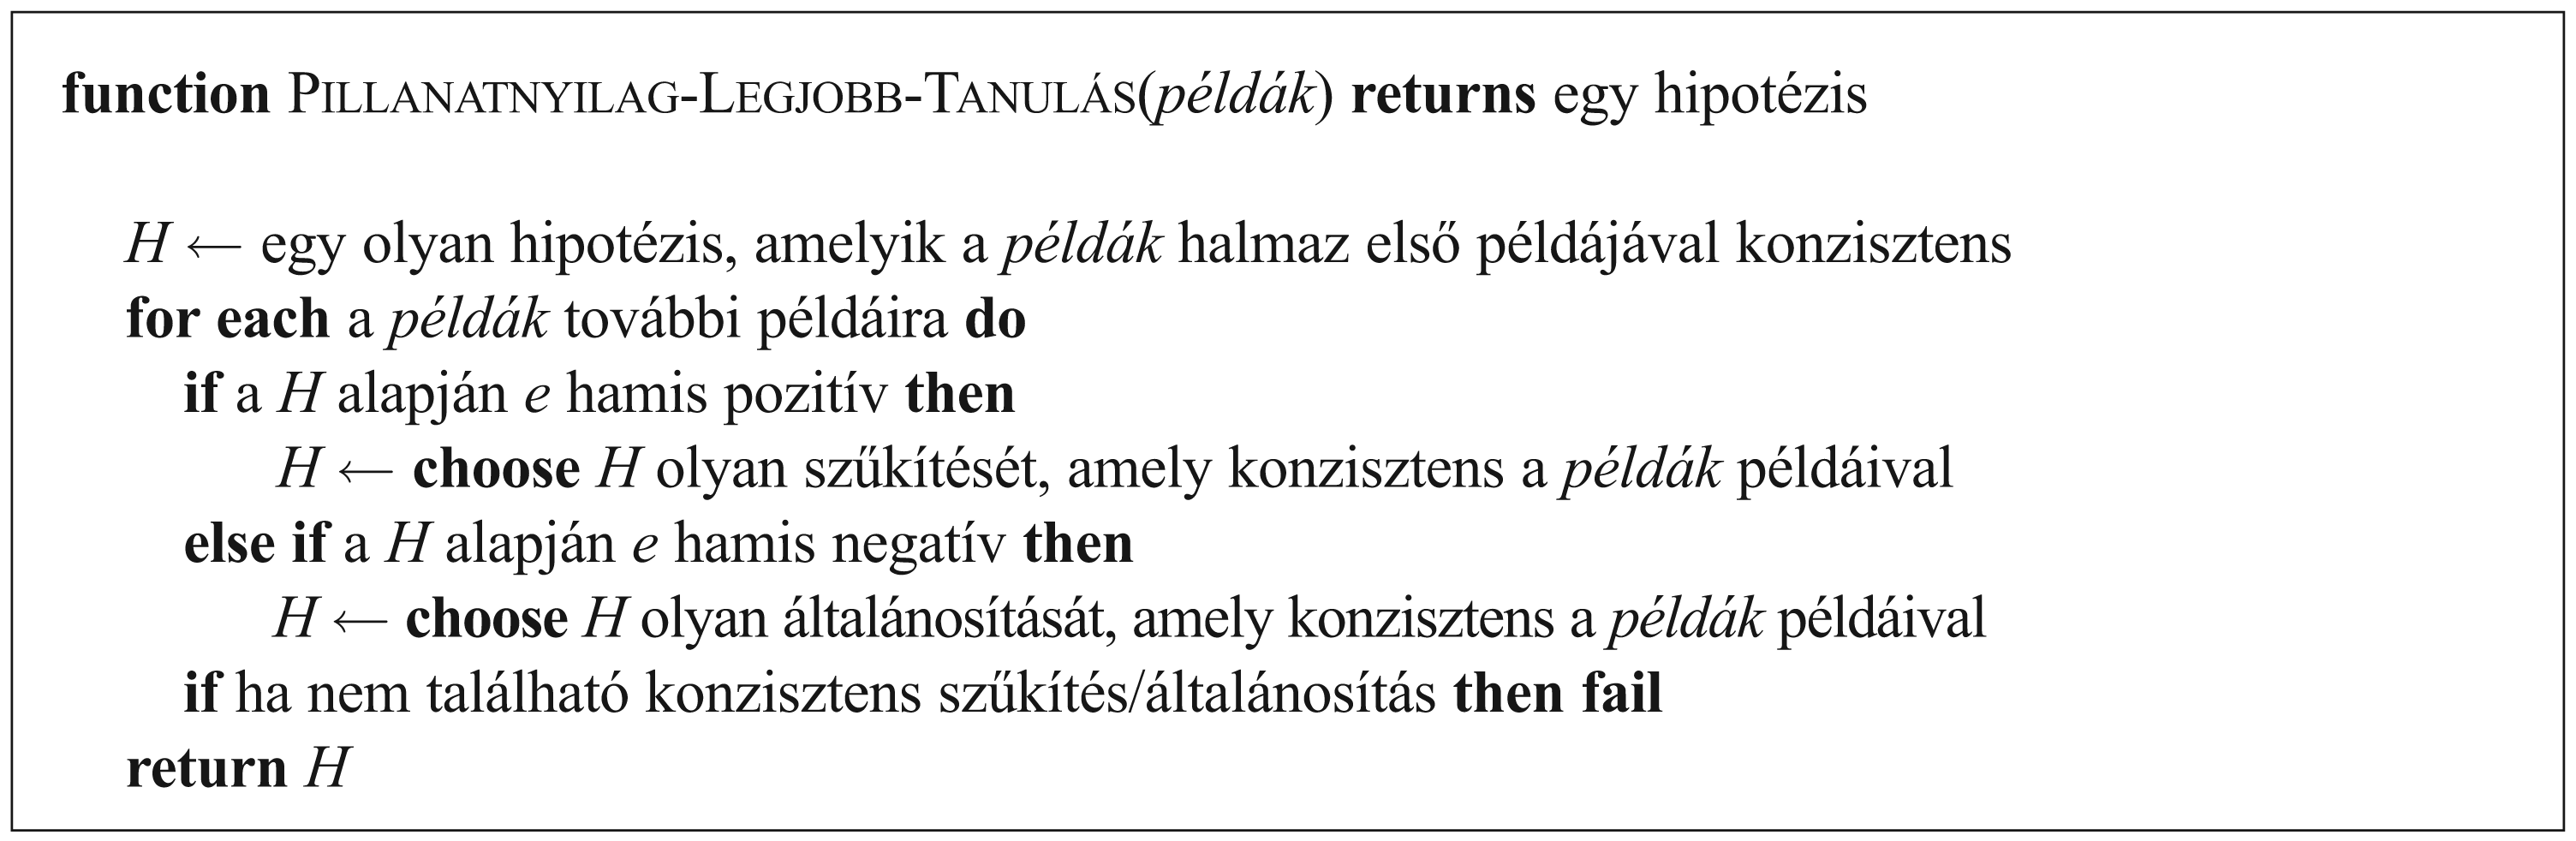 function PILLANATNYILAG-LEGJOBB-TANULÁS(példák) returns egy hipotézis
H ← egy olyan hipotézis, amelyik a példák halmaz első példájával konzisztens
for each a példák további példáira do
if a H alapján e hamis pozitív then
H ← choose H olyan szűkítését, amely konzisztens a példák példáival
else if a H alapján e hamis negatív then
H ← choose H olyan általánosítását, amely konzisztens a példák példáival
if ha nem található konzisztens szűkítés/általánosítás then fail
return H